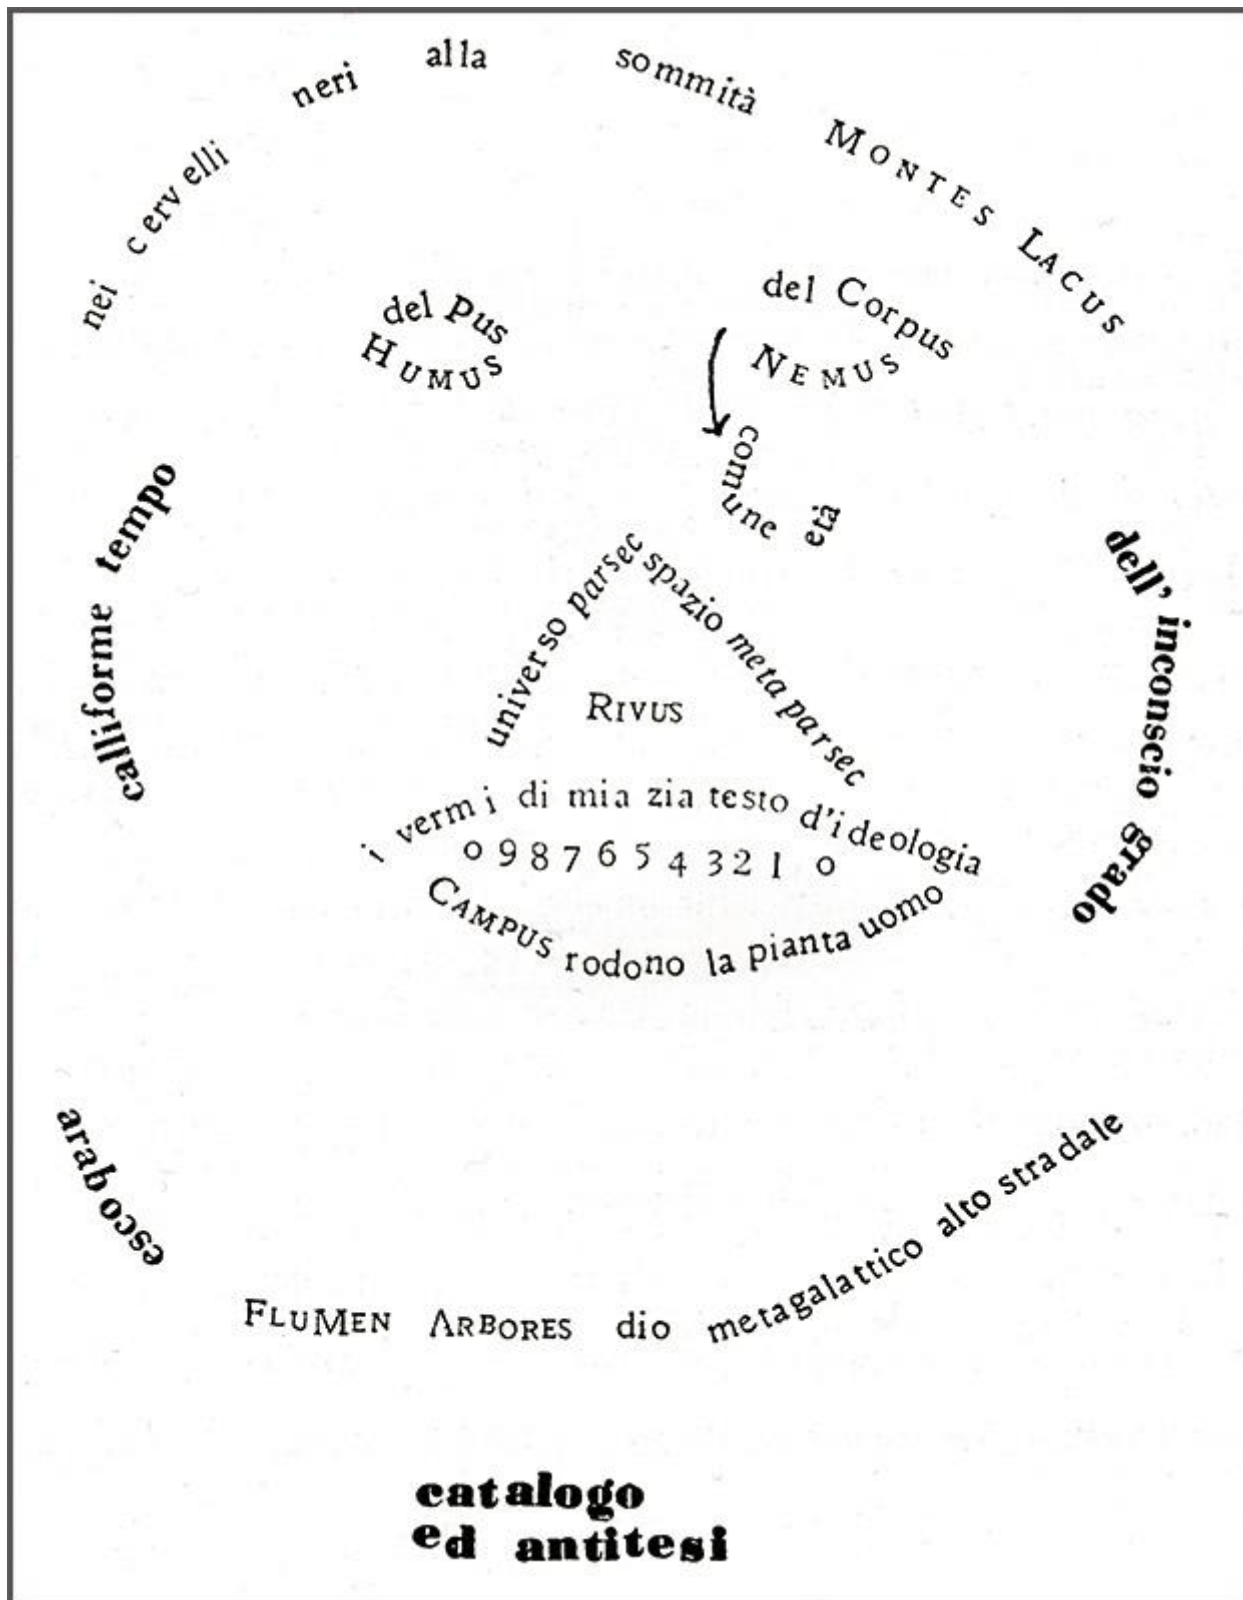 nei cervelli neri alla sommità MONTES LACUS
del Pus
HUMUS
del Corpus
NEMUS
comune età
calliforme tempo
dell' inconscio grado
universo parsec spazio meta parsec
RIVUS
i vermi di mia zia testo d'ideologia
0 9 8 7 6 5 4 3 2 1 0
CAMPUS rodono la pianta uomo
arabo esco
FLUMEN ARBORES dio metagalattico alto stradale
catalogo
ed antitesi